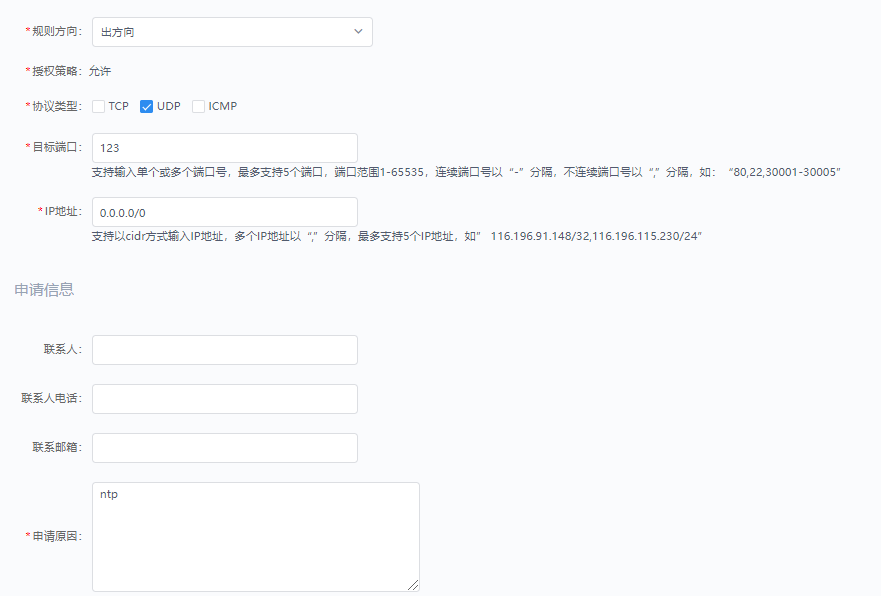 *规则方向： 出方向
*授权策略： 允许
*协议类型： TCP UDP ICMP
*目标端口： 123
支持输入单个或多个端口号，最多支持5个端口，端口范围1-65535，连续端口号以“-”分隔，不连续端口号以“,”分隔，如：“80,22,30001-30005”
*IP地址： 0.0.0.0/0
支持以cidr方式输入IP地址，多个IP地址以“,”分隔，最多支持5个IP地址，如” 116.196.91.148/32,116.196.115.230/24”
申请信息
联系人：
联系人电话：
联系邮箱：
*申请原因： ntp